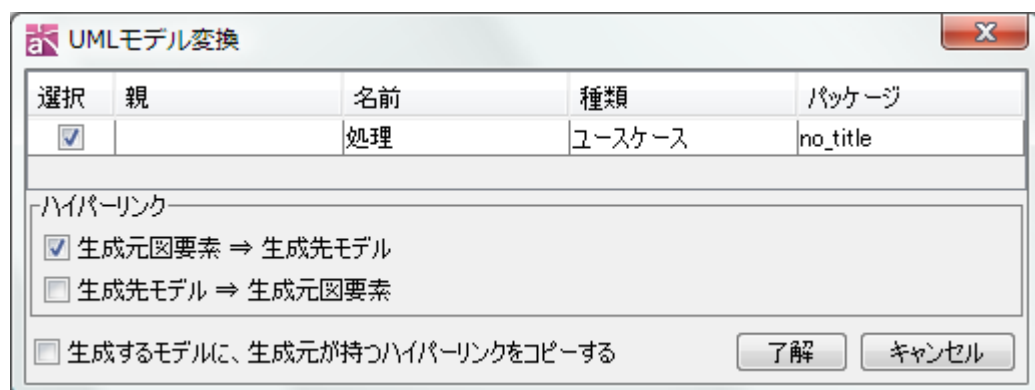 UMLモデル変換
選択 親 名前 種類 パッケージ
処理 ユースケース no_title
ハイパーリンク
生成元図要素 ⇒ 生成先モデル
生成先モデル ⇒ 生成元図要素
生成するモデルに、生成元が持つハイパーリンクをコピーする 了解 キャンセル